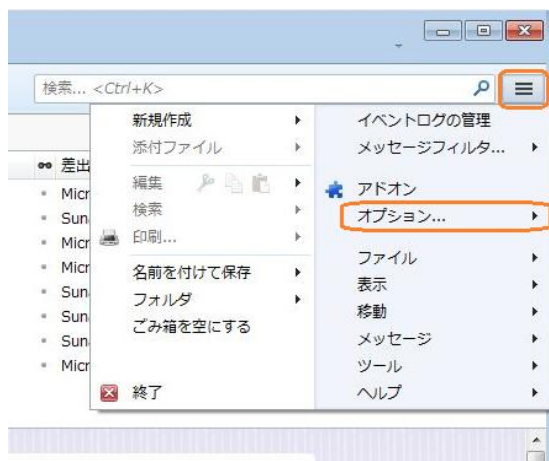 検索... <Ctrl+K>
新規作成
添付ファイル
編集
検索
印刷...
名前を付けて保存
フォルダ
ごみ箱を空にする
終了
イベントログの管理
メッセージフィルタ...
アドオン
オプション...
ファイル
表示
移動
メッセージ
ツール
ヘルプ
差出
Micr
Sun
Micr
Micr
Sun
Sun
Sun
Micr